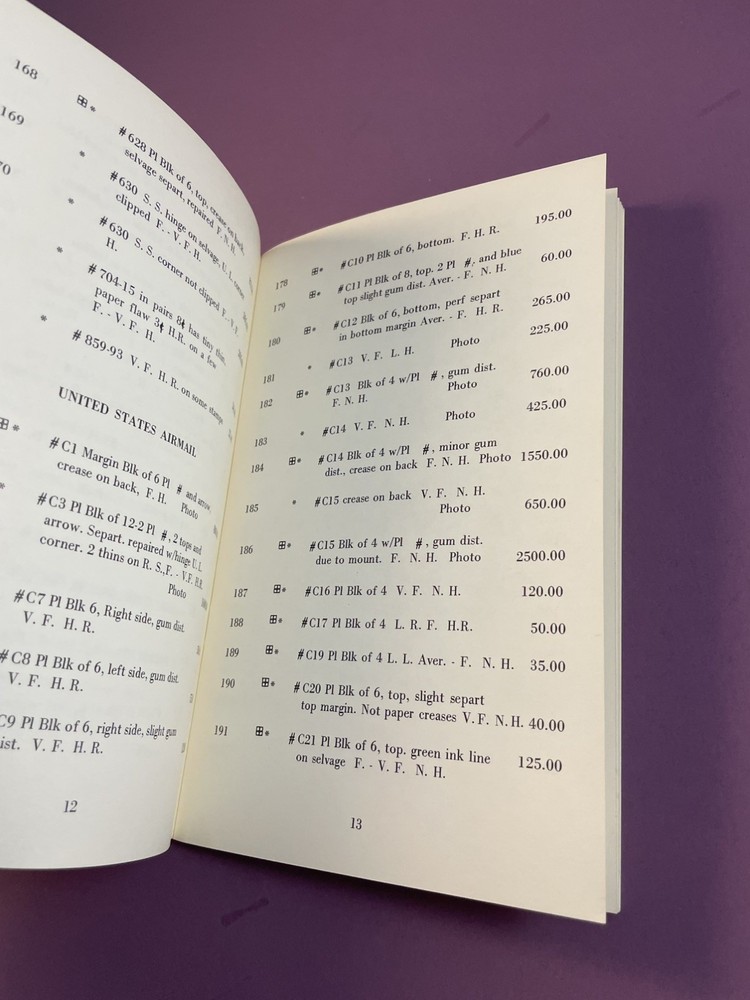 168
#628 Pl Blk of 6, top, crease on back,
selvage separt, repaired F. N. H.
169
#630 S. S. hinge on selvage, U. L. corner
clipped F. - V. F. H.
70
#630 S. S. corner not clipped F. - V. F.
H.
#704-15 in pairs 8¢ has tiny thin,
paper flaw 3¢ H.R. on a few
F. - V. F. H.
#859-93 V. F. H. R. on some stamps
UNITED STATES AIRMAIL
#C1 Margin Blk of 6 Pl # and arrow,
crease on back, F. H. Photo
#C3 Pl Blk of 12-2 Pl #, 2 tops and
arrow. Separt. repaired w/hinge U. L.
corner. 2 thins on R. S., F. - V.F. H.R.
Photo
#C7 Pl Blk 6, Right side, gum dist.
V. F. H. R.
#C8 Pl Blk of 6, left side, gum dist.
V. F. H. R.
C9 Pl Blk of 6, right side, slight gum
ist. V. F. H. R.
12
178 #C10 Pl Blk of 6, bottom. F. H. R. 195.00
179 #C11 Pl Blk of 8, top. 2 Pl #, and blue
top slight gum dist. Aver. - F. N. H. 60.00
180 #C12 Blk of 6, bottom, perf separt
in bottom margin Aver. - F. H. R. 265.00
181 * #C13 V. F. L. H. Photo 225.00
182 #C13 Blk of 4 w/Pl #, gum dist.
F. N. H. Photo 760.00
183 * #C14 V. F. N. H. Photo 425.00
184 #C14 Blk of 4 w/Pl #, minor gum
dist., crease on back F. N. H. Photo 1550.00
185 * #C15 crease on back V. F. N. H.
Photo 650.00
186 #C15 Blk of 4 w/Pl #, gum dist.
due to mount. F. N. H. Photo 2500.00
187 #C16 Pl Blk of 4 V. F. N. H. 120.00
188 #C17 Pl Blk of 4 L. R. F. H.R. 50.00
189 #C19 Pl Blk of 4 L. L. Aver. - F. N. H. 35.00
190 #C20 Pl Blk of 6, top, slight separt
top margin. Not paper creases V. F. N. H. 40.00
191 #C21 Pl Blk of 6, top. green ink line
on selvage F. - V. F. N. H. 125.00
13